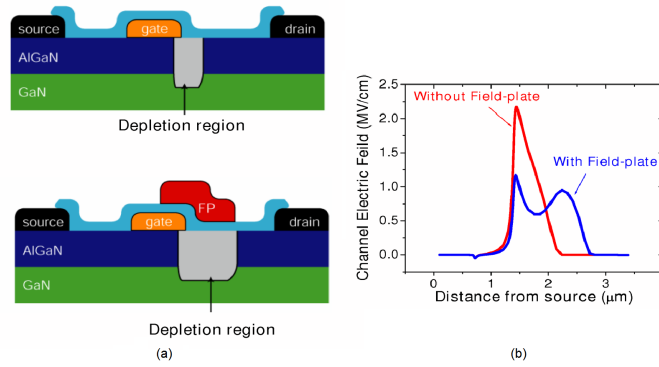 source
gate
drain
AlGaN
GaN
Depletion region
FP
source
gate
drain
AlGaN
GaN
Depletion region
(a)
Channel Electric Feild (MV/cm)
2.5
2.0
1.5
1.0
0.5
0.0
Without Field-plate
With Field-plate
0 1 2 3
Distance from source (μm)
(b)